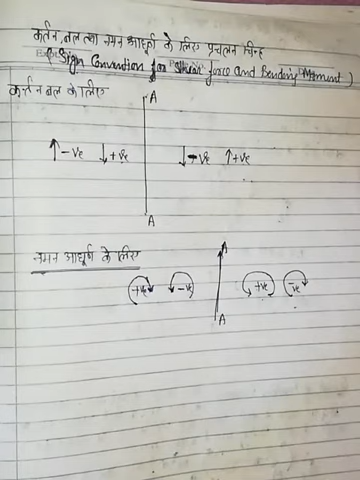 कर्तन बल तथा नमन आघूर्ण के लिए प्रचलन चिन्ह
(Sign Convention for Shear force and Bending Moment)
कर्तन बल के लिए
A
↑-ve ↓+ve ↓-ve ↑+ve
A
नमन आघूर्ण के लिए
A
+ve -ve +ve -ve
A